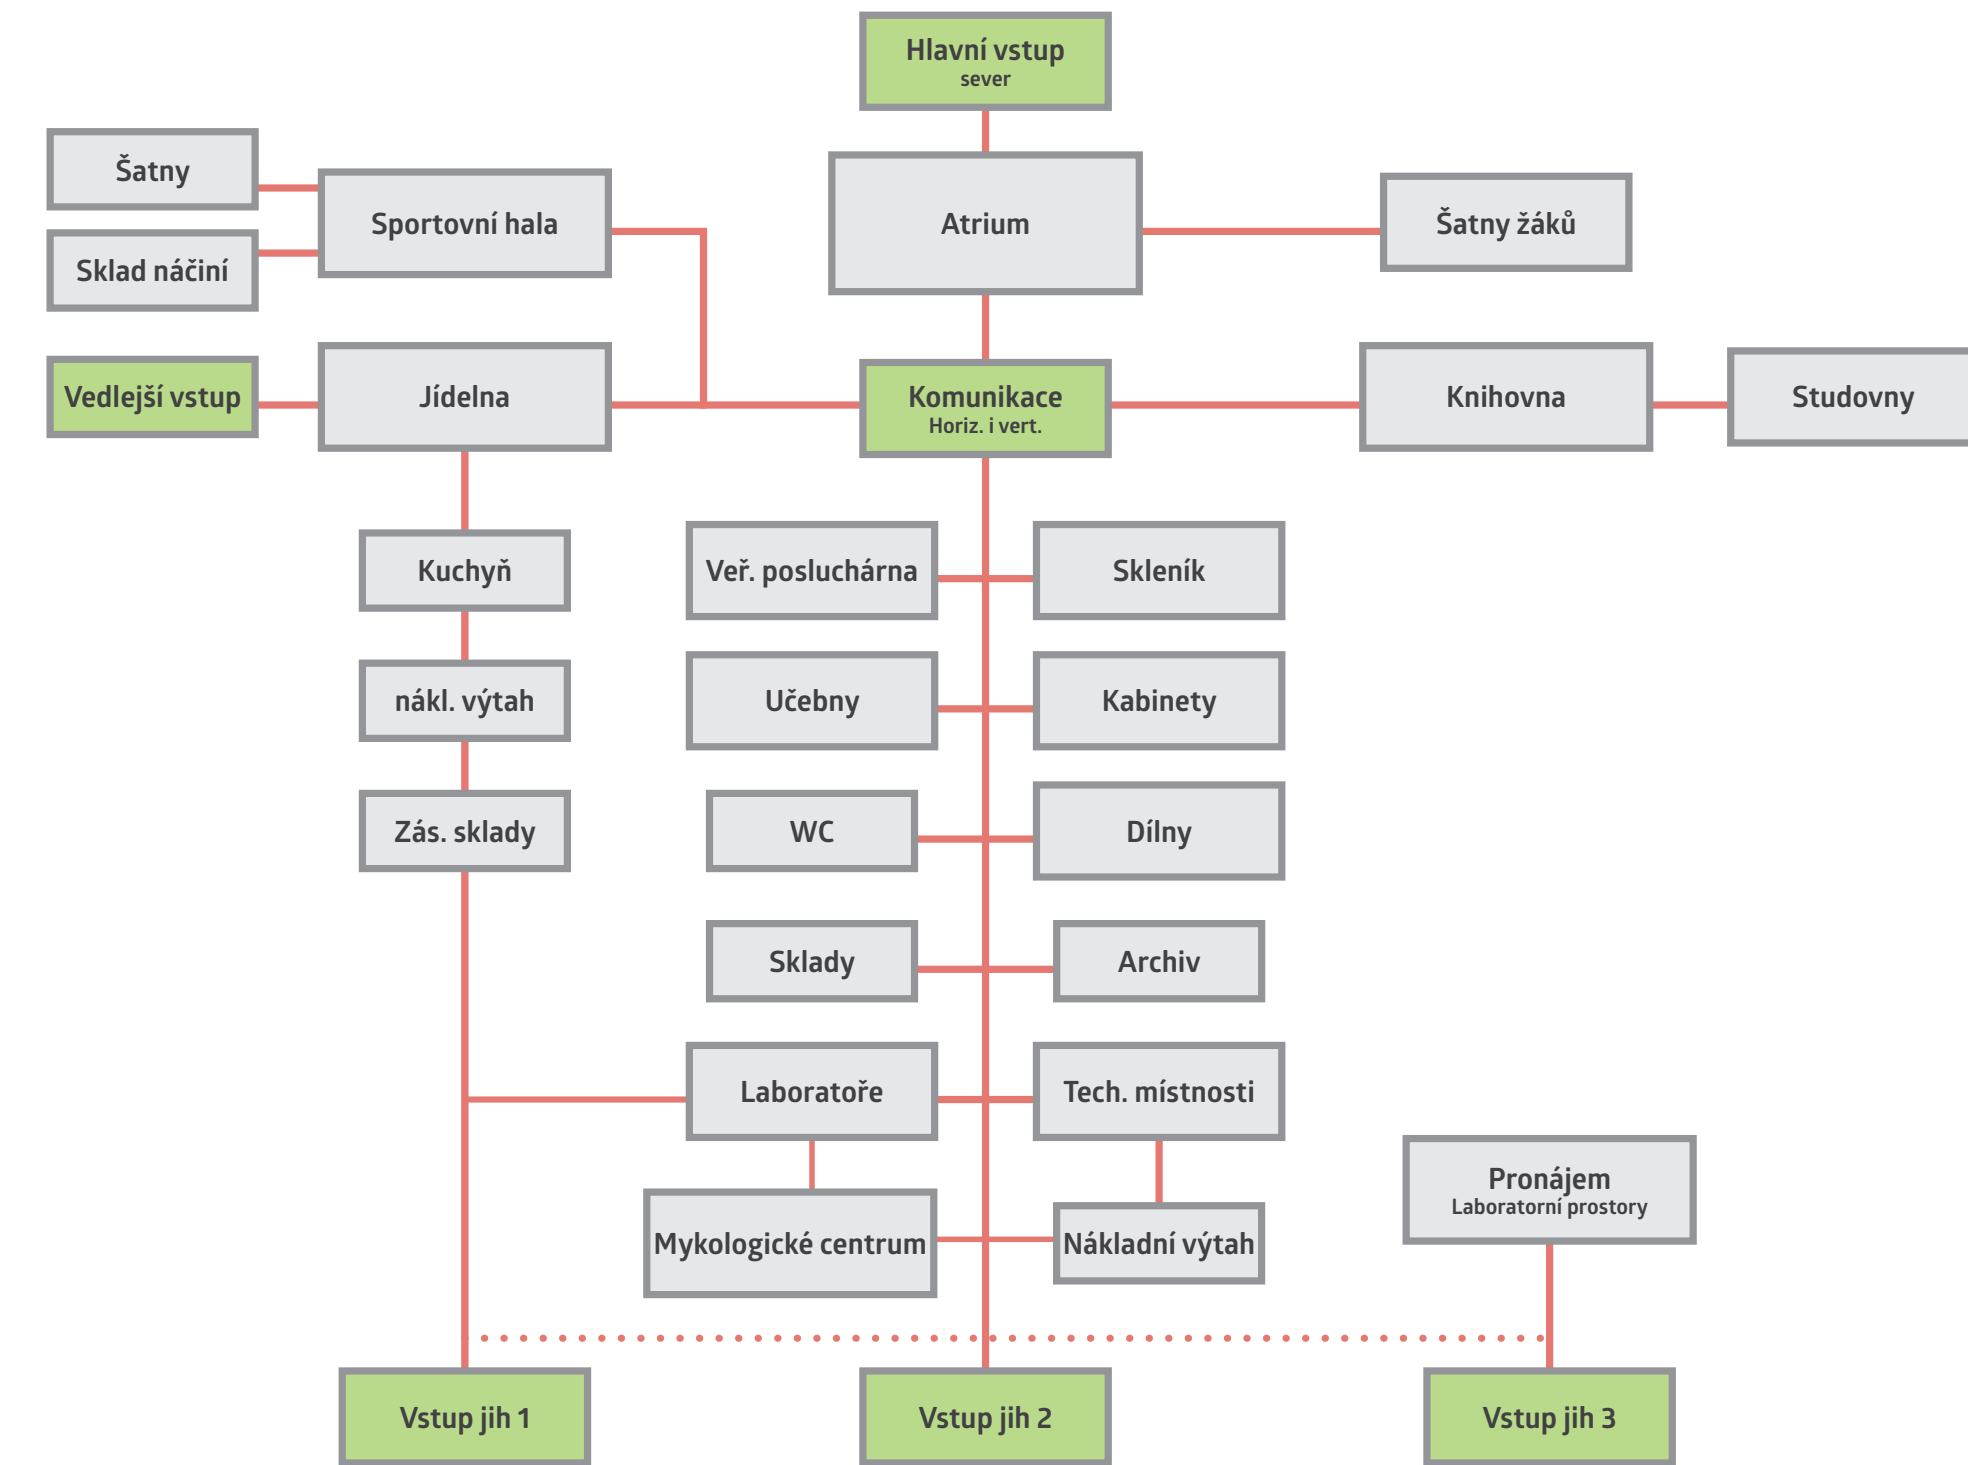 Hlavní vstup
sever
Šatny
Sportovní hala
Atrium
Šatny žáků
Sklad náčiní
Vedlejší vstup
Jídelna
Komunikace
Horiz. i vert.
Knihovna
Studovny
Kuchyň
Veř. posluchárna
Skleník
nákl. výtah
Učebny
Kabinety
Zás. sklady
WC
Dílny
Sklady
Archiv
Laboratoře
Tech. místnosti
Pronájem
Laboratorní prostory
Mykologické centrum
Nákladní výtah
Vstup jih 1
Vstup jih 2
Vstup jih 3